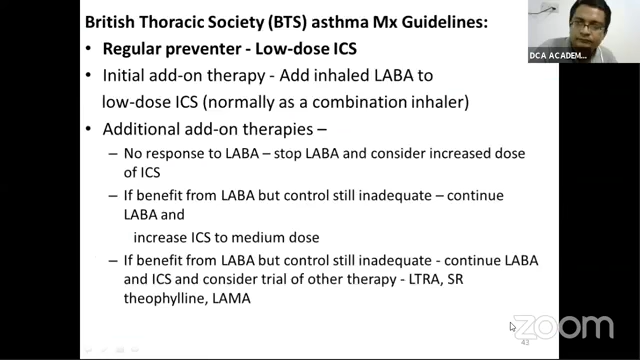 British Thoracic Society (BTS) asthma Mx Guidelines:
• Regular preventer - Low-dose ICS
• Initial add-on therapy - Add inhaled LABA to
low-dose ICS (normally as a combination inhaler)
• Additional add-on therapies –
– No response to LABA – stop LABA and consider increased dose
of ICS
– If benefit from LABA but control still inadequate – continue
LABA and
increase ICS to medium dose
– If benefit from LABA but control still inadequate - continue LABA
and ICS and consider trial of other therapy - LTRA, SR
theophylline, LAMA
DCA ACADEM...
zoom
43